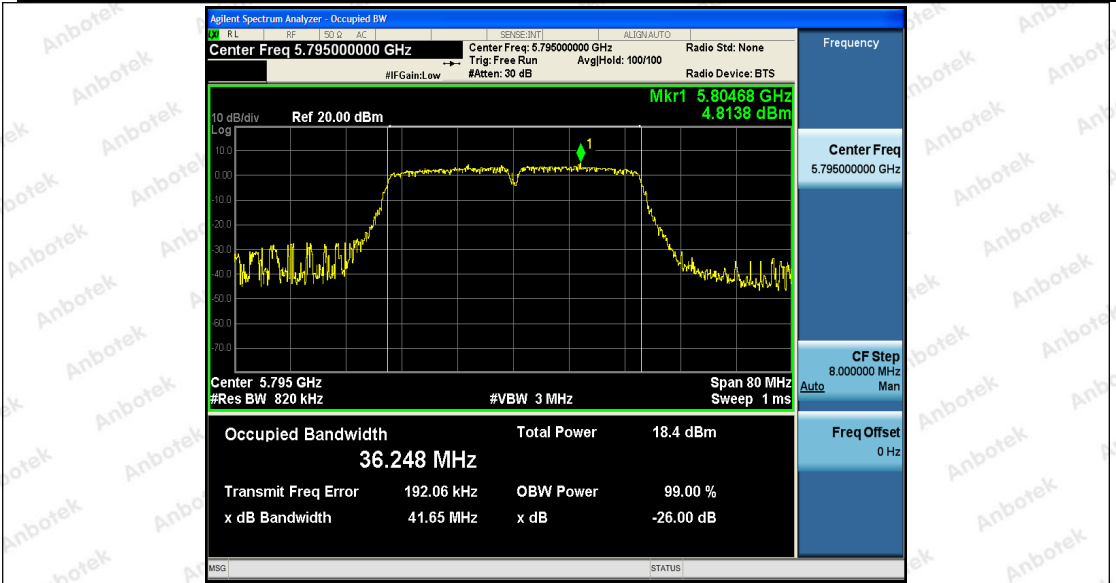 Agilent Spectrum Analyzer - Occupied BW
RL RF 50 Ω AC SENSE:INT ALIGN AUTO
Center Freq 5.795000000 GHz
Center Freq: 5.795000000 GHz Radio Std: None
Trig: Free Run Avg|Hold: 100/100
#IFGain:Low #Atten: 30 dB Radio Device: BTS
Mkr1 5.80468 GHz
4.8138 dBm
10 dB/div Ref 20.00 dBm
Log
1
10.0
0.00
-10.0
-20.0
-30.0
-40.0
-50.0
-60.0
-70.0
Center 5.795 GHz Span 80 MHz
#Res BW 820 kHz #VBW 3 MHz Sweep 1 ms
Occupied Bandwidth Total Power 18.4 dBm
36.248 MHz
Transmit Freq Error 192.06 kHz OBW Power 99.00 %
x dB Bandwidth 41.65 MHz x dB -26.00 dB
MSG STATUS
Frequency
Center Freq
5.795000000 GHz
CF Step
8.000000 MHz
Auto Man
Freq Offset
0 Hz
Anbotek